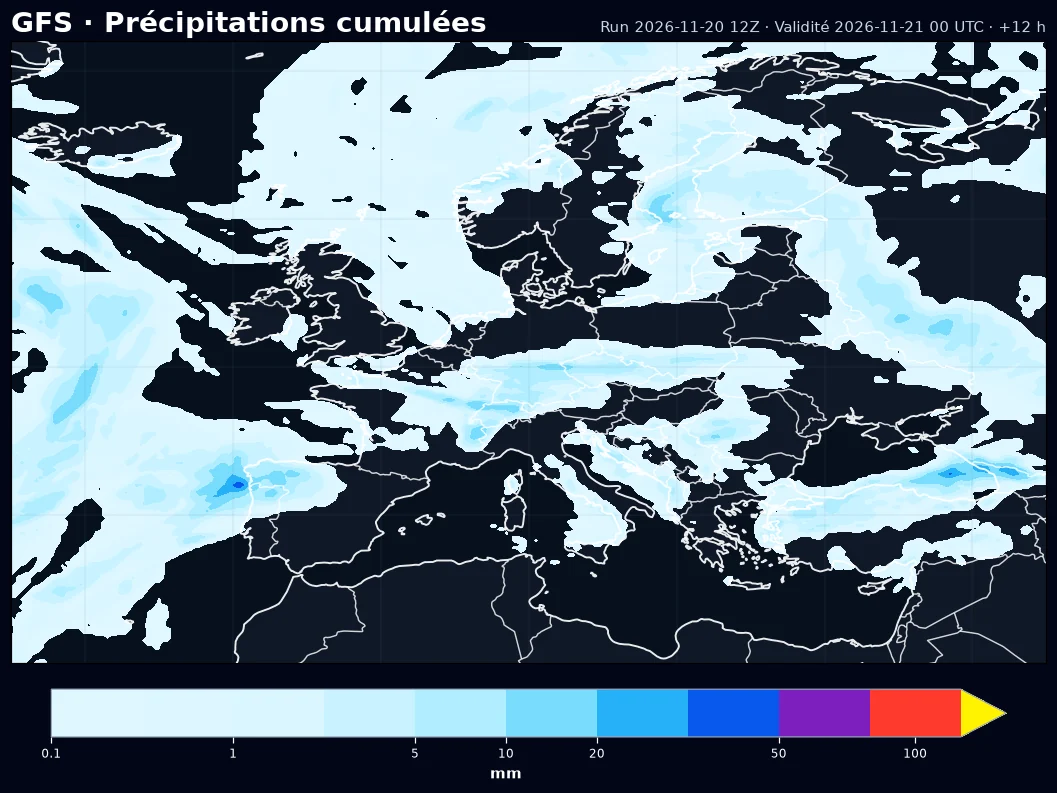 GFS · Précipitations cumulées
Run 2026-11-20 12Z · Validité 2026-11-21 00 UTC · +12 h
0.1 1 5 10 20 50 100
mm